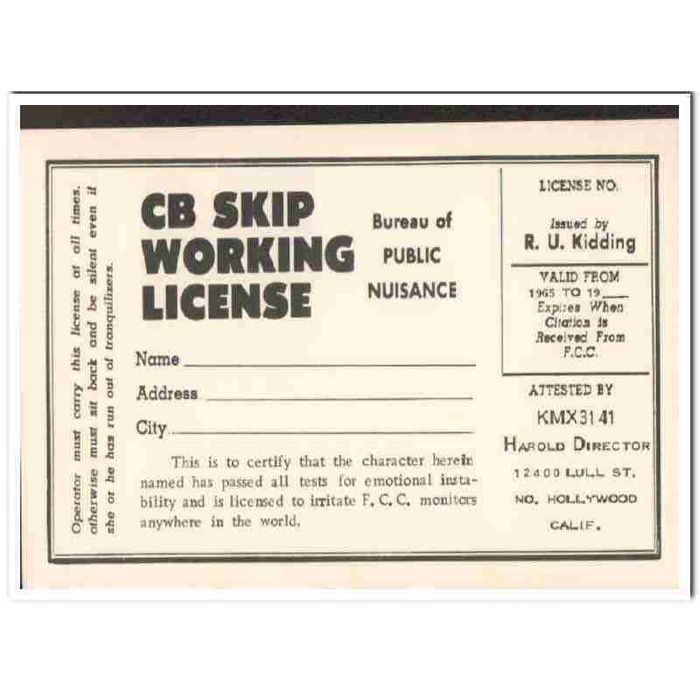 Operator must carry this license at all times.
otherwise must sit back and be silent even if
she or he has run out of tranquilizers.
CB SKIP
WORKING
LICENSE
Bureau of
PUBLIC
NUISANCE
Name
Address
City
This is to certify that the character herein
named has passed all tests for emotional insta-
bility and is licensed to irritate F.C.C. monitors
anywhere in the world.
LICENSE NO.
Issued by
R. U. Kidding
VALID FROM
1965 TO 19
Expires When
Citation is
Received From
F.C.C.
ATTESTED BY
KMX3141
HAROLD DIRECTOR
12400 LULL ST.
NO. HOLLYWOOD
CALIF.